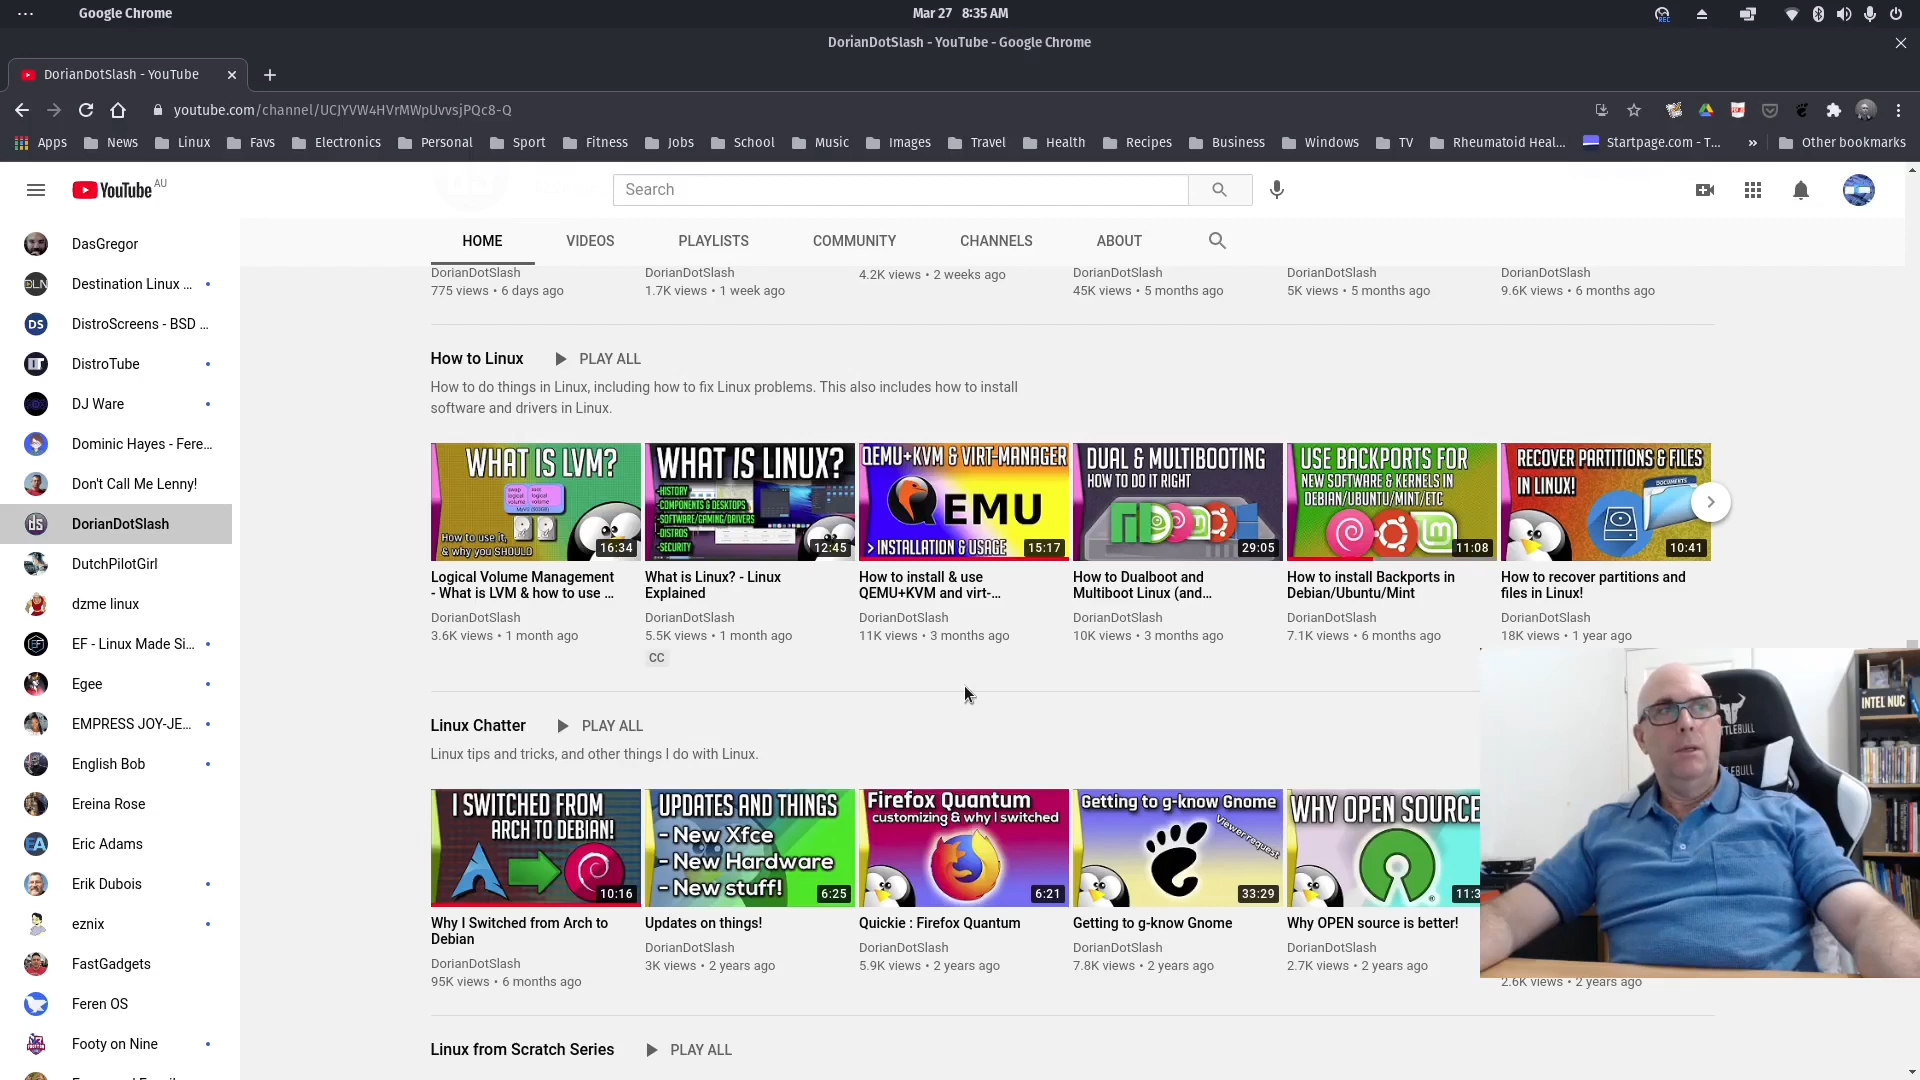 Google Chrome
Mar 27 8:35 AM
REC
DorianDotSlash - YouTube - Google Chrome
DorianDotSlash - YouTube
youtube.com/channel/UCJYVW4HVrMWpUvvsjPQc8-Q
Apps
News
Linux
Favs
Electronics
Personal
Sport
Fitness
Jobs
School
Music
Images
Travel
Health
Recipes
Business
Windows
TV
Rheumatoid Heal...
Startpage.com - T...
»
Other bookmarks
YouTube AU
Search
HOME
VIDEOS
PLAYLISTS
COMMUNITY
CHANNELS
ABOUT
DasGregor
Destination Linux ...
DistroScreens - BSD ...
DistroTube
DJ Ware
Dominic Hayes - Fere...
Don't Call Me Lenny!
DorianDotSlash
DutchPilotGirl
dzme linux
EF - Linux Made Si...
Egee
EMPRESS JOY-JE...
English Bob
Ereina Rose
Eric Adams
Erik Dubois
eznix
FastGadgets
Feren OS
Footy on Nine
DorianDotSlash
775 views • 6 days ago
DorianDotSlash
1.7K views • 1 week ago
4.2K views • 2 weeks ago
DorianDotSlash
45K views • 5 months ago
DorianDotSlash
5K views • 5 months ago
DorianDotSlash
9.6K views • 6 months ago
How to Linux
PLAY ALL
How to do things in Linux, including how to fix Linux problems. This also includes how to install
software and drivers in Linux.
WHAT IS LVM?
How to use it,
& why you SHOULD
16:34
Logical Volume Management
- What is LVM & how to use ...
DorianDotSlash
3.6K views • 1 month ago
WHAT IS LINUX?
-HISTORY
-COMPONENTS & DESKTOPS
-SOFTWARE/GAMING/DRIVERS
-DISTROS
-SECURITY
12:45
What is Linux? - Linux
Explained
DorianDotSlash
5.5K views • 1 month ago
CC
QEMU+KVM & VIRT-MANAGER
QEMU
> INSTALLATION & USAGE
15:17
How to install & use
QEMU+KVM and virt-...
DorianDotSlash
11K views • 3 months ago
DUAL & MULTIBOOTING
HOW TO DO IT RIGHT
29:05
How to Dualboot and
Multiboot Linux (and...
DorianDotSlash
10K views • 3 months ago
USE BACKPORTS FOR
NEW SOFTWARE & KERNELS IN
DEBIAN/UBUNTU/MINT/ETC
11:08
How to install Backports in
Debian/Ubuntu/Mint
DorianDotSlash
7.1K views • 6 months ago
RECOVER PARTITIONS & FILES
IN LINUX!
DOCUMENTS
10:41
How to recover partitions and
files in Linux!
DorianDotSlash
18K views • 1 year ago
Linux Chatter
PLAY ALL
Linux tips and tricks, and other things I do with Linux.
I SWITCHED FROM
ARCH TO DEBIAN!
10:16
Why I Switched from Arch to
Debian
DorianDotSlash
95K views • 6 months ago
UPDATES AND THINGS
- New Xfce
- New Hardware
- New stuff!
6:25
Updates on things!
DorianDotSlash
3K views • 2 years ago
Firefox Quantum
customizing & why I switched
6:21
Quickie : Firefox Quantum
DorianDotSlash
5.9K views • 2 years ago
Getting to g-know Gnome
Viewer request
33:29
Getting to g-know Gnome
DorianDotSlash
7.8K views • 2 years ago
WHY OPEN SOURCE
11:3
Why OPEN source is better!
DorianDotSlash
2.7K views • 2 years ago
2.6K views • 2 years ago
INTEL NUC
Linux from Scratch Series
PLAY ALL